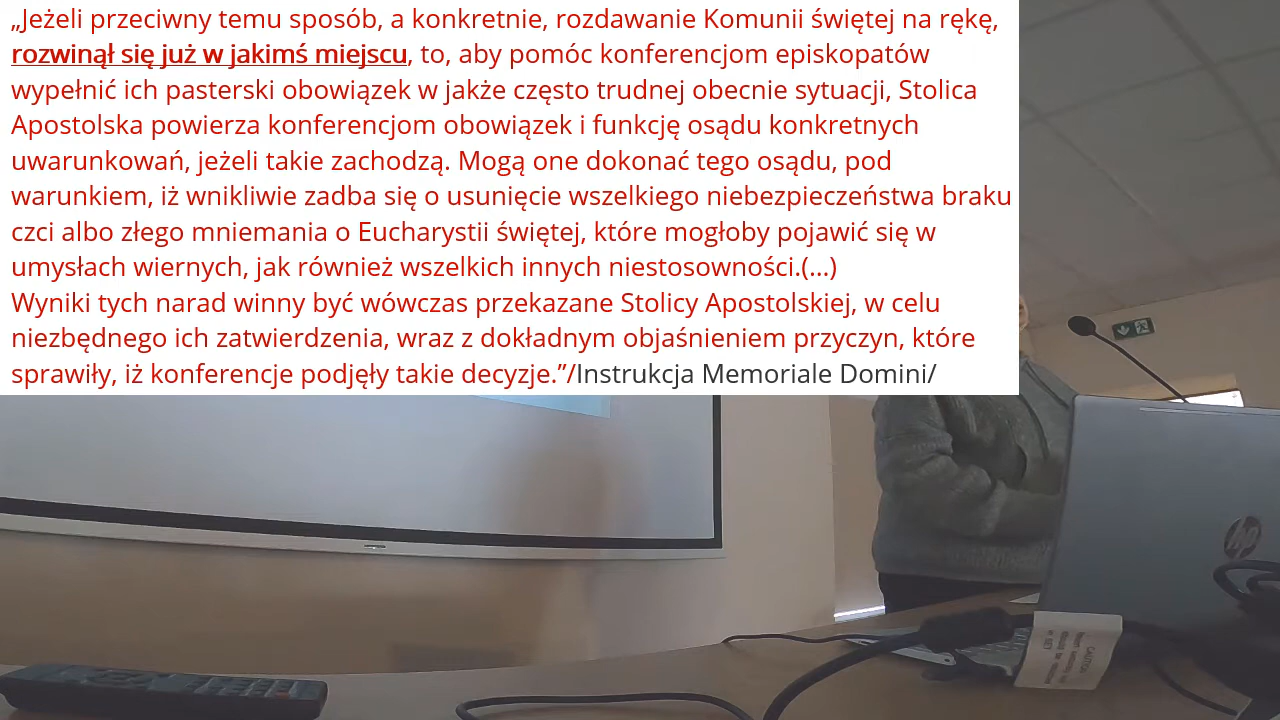 „Jeżeli przeciwny temu sposób, a konkretnie, rozdawanie Komunii świętej na rękę,
rozwinął się już w jakimś miejscu, to, aby pomóc konferencjom episkopatów
wypełnić ich pasterski obowiązek w jakże często trudnej obecnie sytuacji, Stolica
Apostolska powierza konferencjom obowiązek i funkcję osądu konkretnych
uwarunkowań, jeżeli takie zachodzą. Mogą one dokonać tego osądu, pod
warunkiem, iż wnikliwie zadba się o usunięcie wszelkiego niebezpieczeństwa braku
czci albo złego mniemania o Eucharystii świętej, które mogłoby pojawić się w
umysłach wiernych, jak również wszelkich innych niestosowności.(...)
Wyniki tych narad winny być wówczas przekazane Stolicy Apostolskiej, w celu
niezbędnego ich zatwierdzenia, wraz z dokładnym objaśnieniem przyczyn, które
sprawiły, iż konferencje podjęły takie decyzje.”/Instrukcja Memoriale Domini/
hp
CAUTION